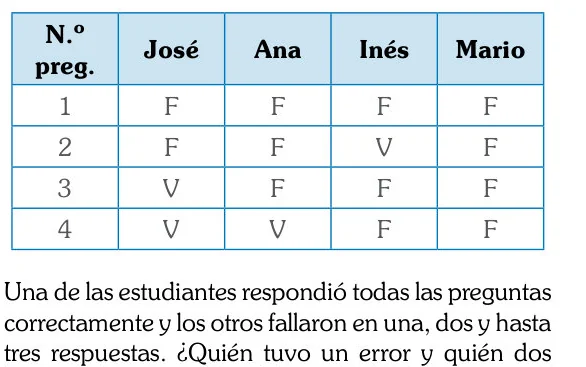 N.º preg. José Ana Inés Mario
1 F F F F
2 F F V F
3 V F F F
4 V V F F
Una de las estudiantes respondió todas las preguntas
correctamente y los otros fallaron en una, dos y hasta
tres respuestas. ¿Quién tuvo un error y quién dos